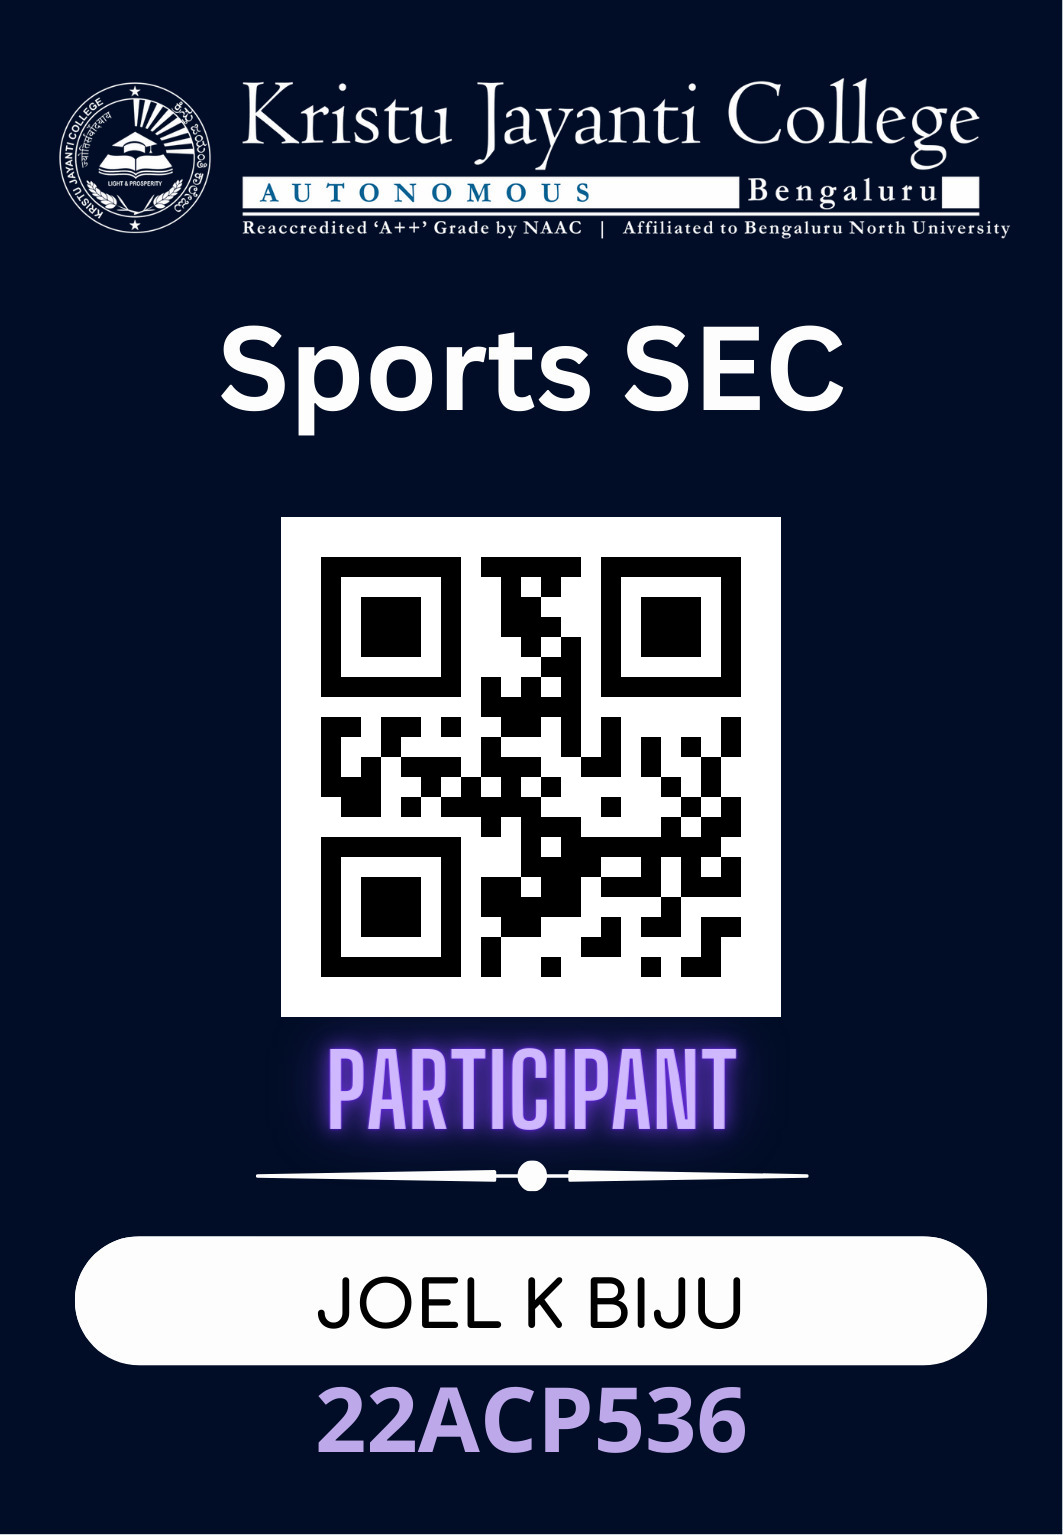 Kristu Jayanti College
AUTONOMOUS Bengaluru
Reaccredited ‘A++’ Grade by NAAC | Affiliated to Bengaluru North University
KRISTU JAYANTI COLLEGE
ಕ್ರಿಸ್ತು ಜಯಂತಿ ಕಾಲೇಜು
LIGHT & PROSPERITY
Sports SEC
PARTICIPANT
JOEL K BIJU
22ACP536